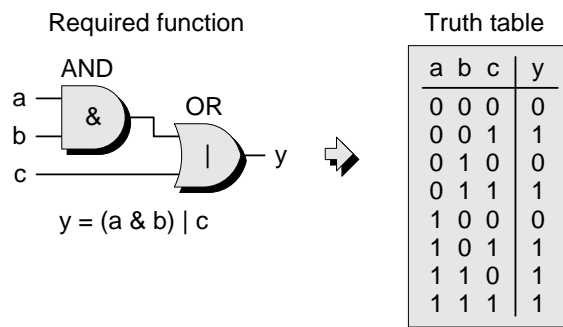 Required function
AND
a
&
b
OR
|
y
c
y = (a & b) | c
Truth table
a b c y
0 0 0 0
0 0 1 1
0 1 0 0
0 1 1 1
1 0 0 0
1 0 1 1
1 1 0 1
1 1 1 1